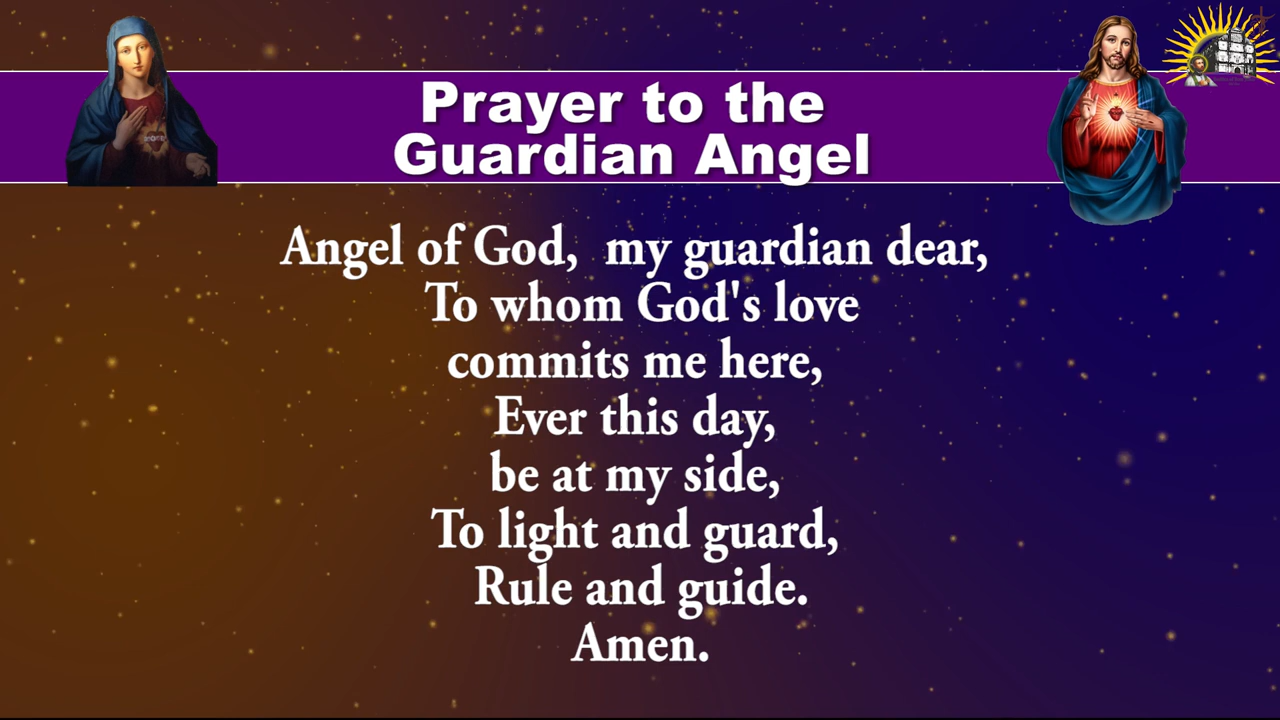 Prayer to the
Guardian Angel
Angel of God,  my guardian dear,
To whom God's love
commits me here,
Ever this day,
be at my side,
To light and guard,
Rule and guide.
Amen.